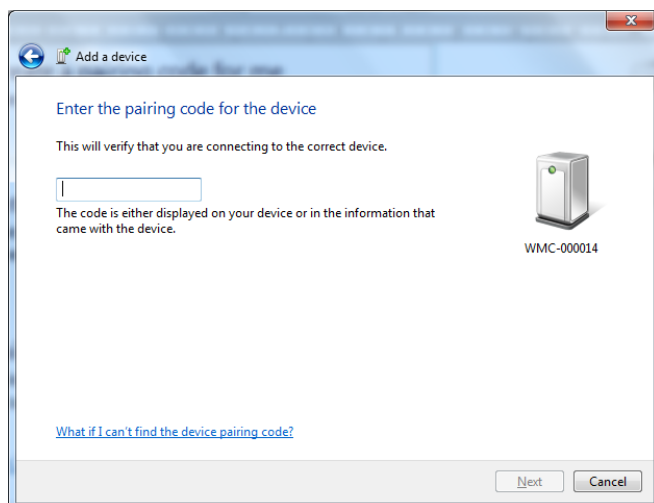 Add a device
Enter the pairing code for the device
This will verify that you are connecting to the correct device.
The code is either displayed on your device or in the information that
came with the device.
WMC-000014
What if I can't find the device pairing code?
Next
Cancel